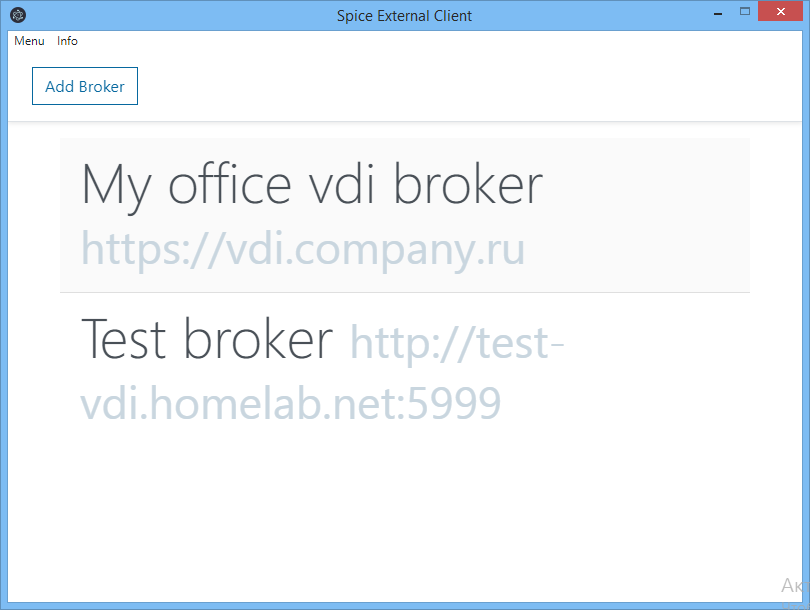 Spice External Client
Menu Info
Add Broker
My office vdi broker
https://vdi.company.ru
Test broker http://test-
vdi.homelab.net:5999